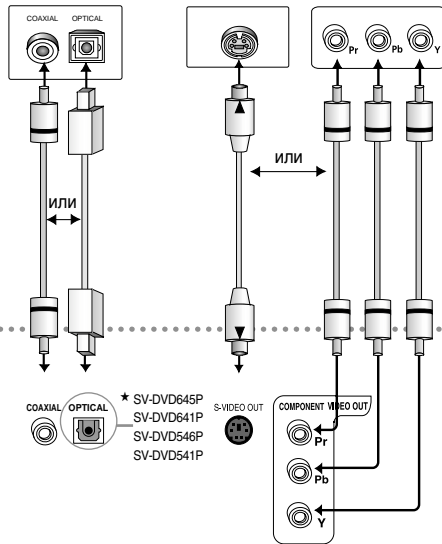 COAXIAL OPTICAL
Pr Pb Y
ИЛИ
ИЛИ
★ SV-DVD645P
SV-DVD641P
SV-DVD546P
SV-DVD541P
COAXIAL OPTICAL
S-VIDEO OUT
COMPONENT VIDEO OUT
Pr
Pb
Y